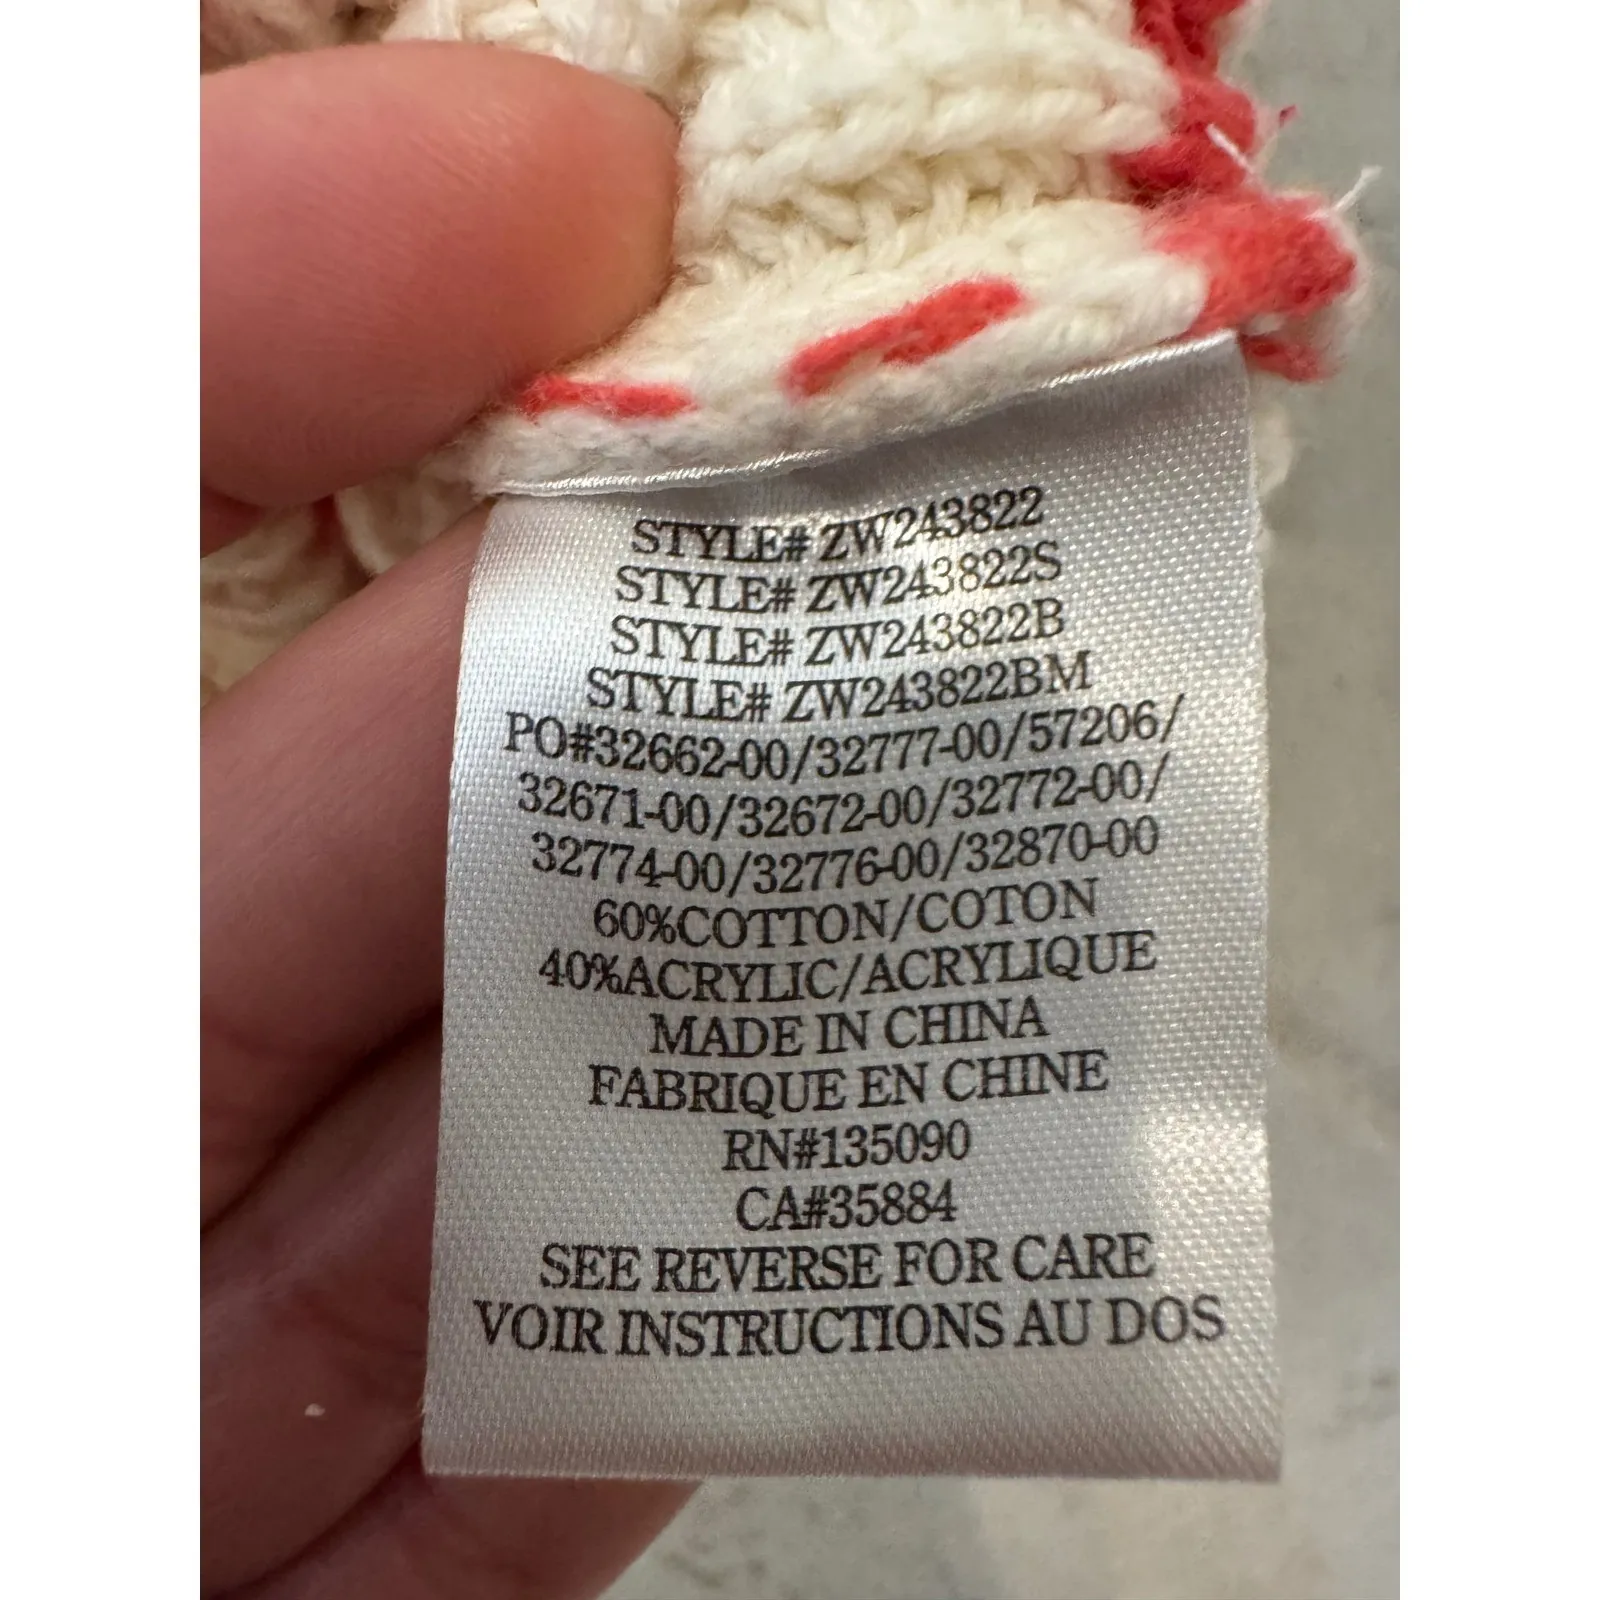 STYLE# ZW243822
STYLE# ZW243822S
STYLE# ZW243822B
STYLE# ZW243822BM
PO#32662-00/32777-00/57206/
32671-00/32672-00/32772-00/
32774-00/32776-00/32870-00
60%COTTON/COTON
40%ACRYLIC/ACRYLIQUE
MADE IN CHINA
FABRIQUE EN CHINE
RN#135090
CA#35884
SEE REVERSE FOR CARE
VOIR INSTRUCTIONS AU DOS